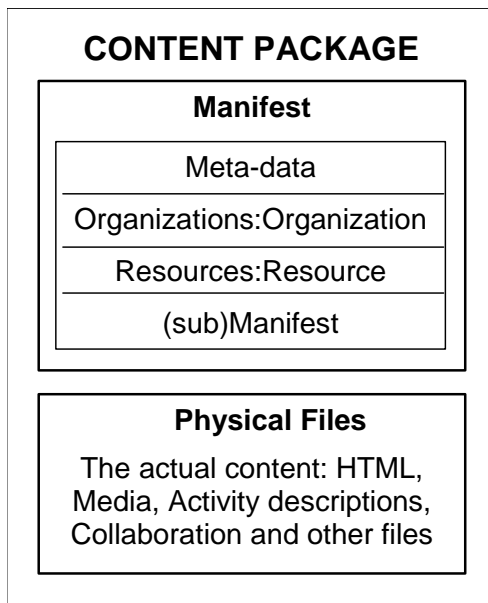 CONTENT PACKAGE
Manifest
Meta-data
Organizations:Organization
Resources:Resource
(sub)Manifest
Physical Files
The actual content: HTML,
Media, Activity descriptions,
Collaboration and other files